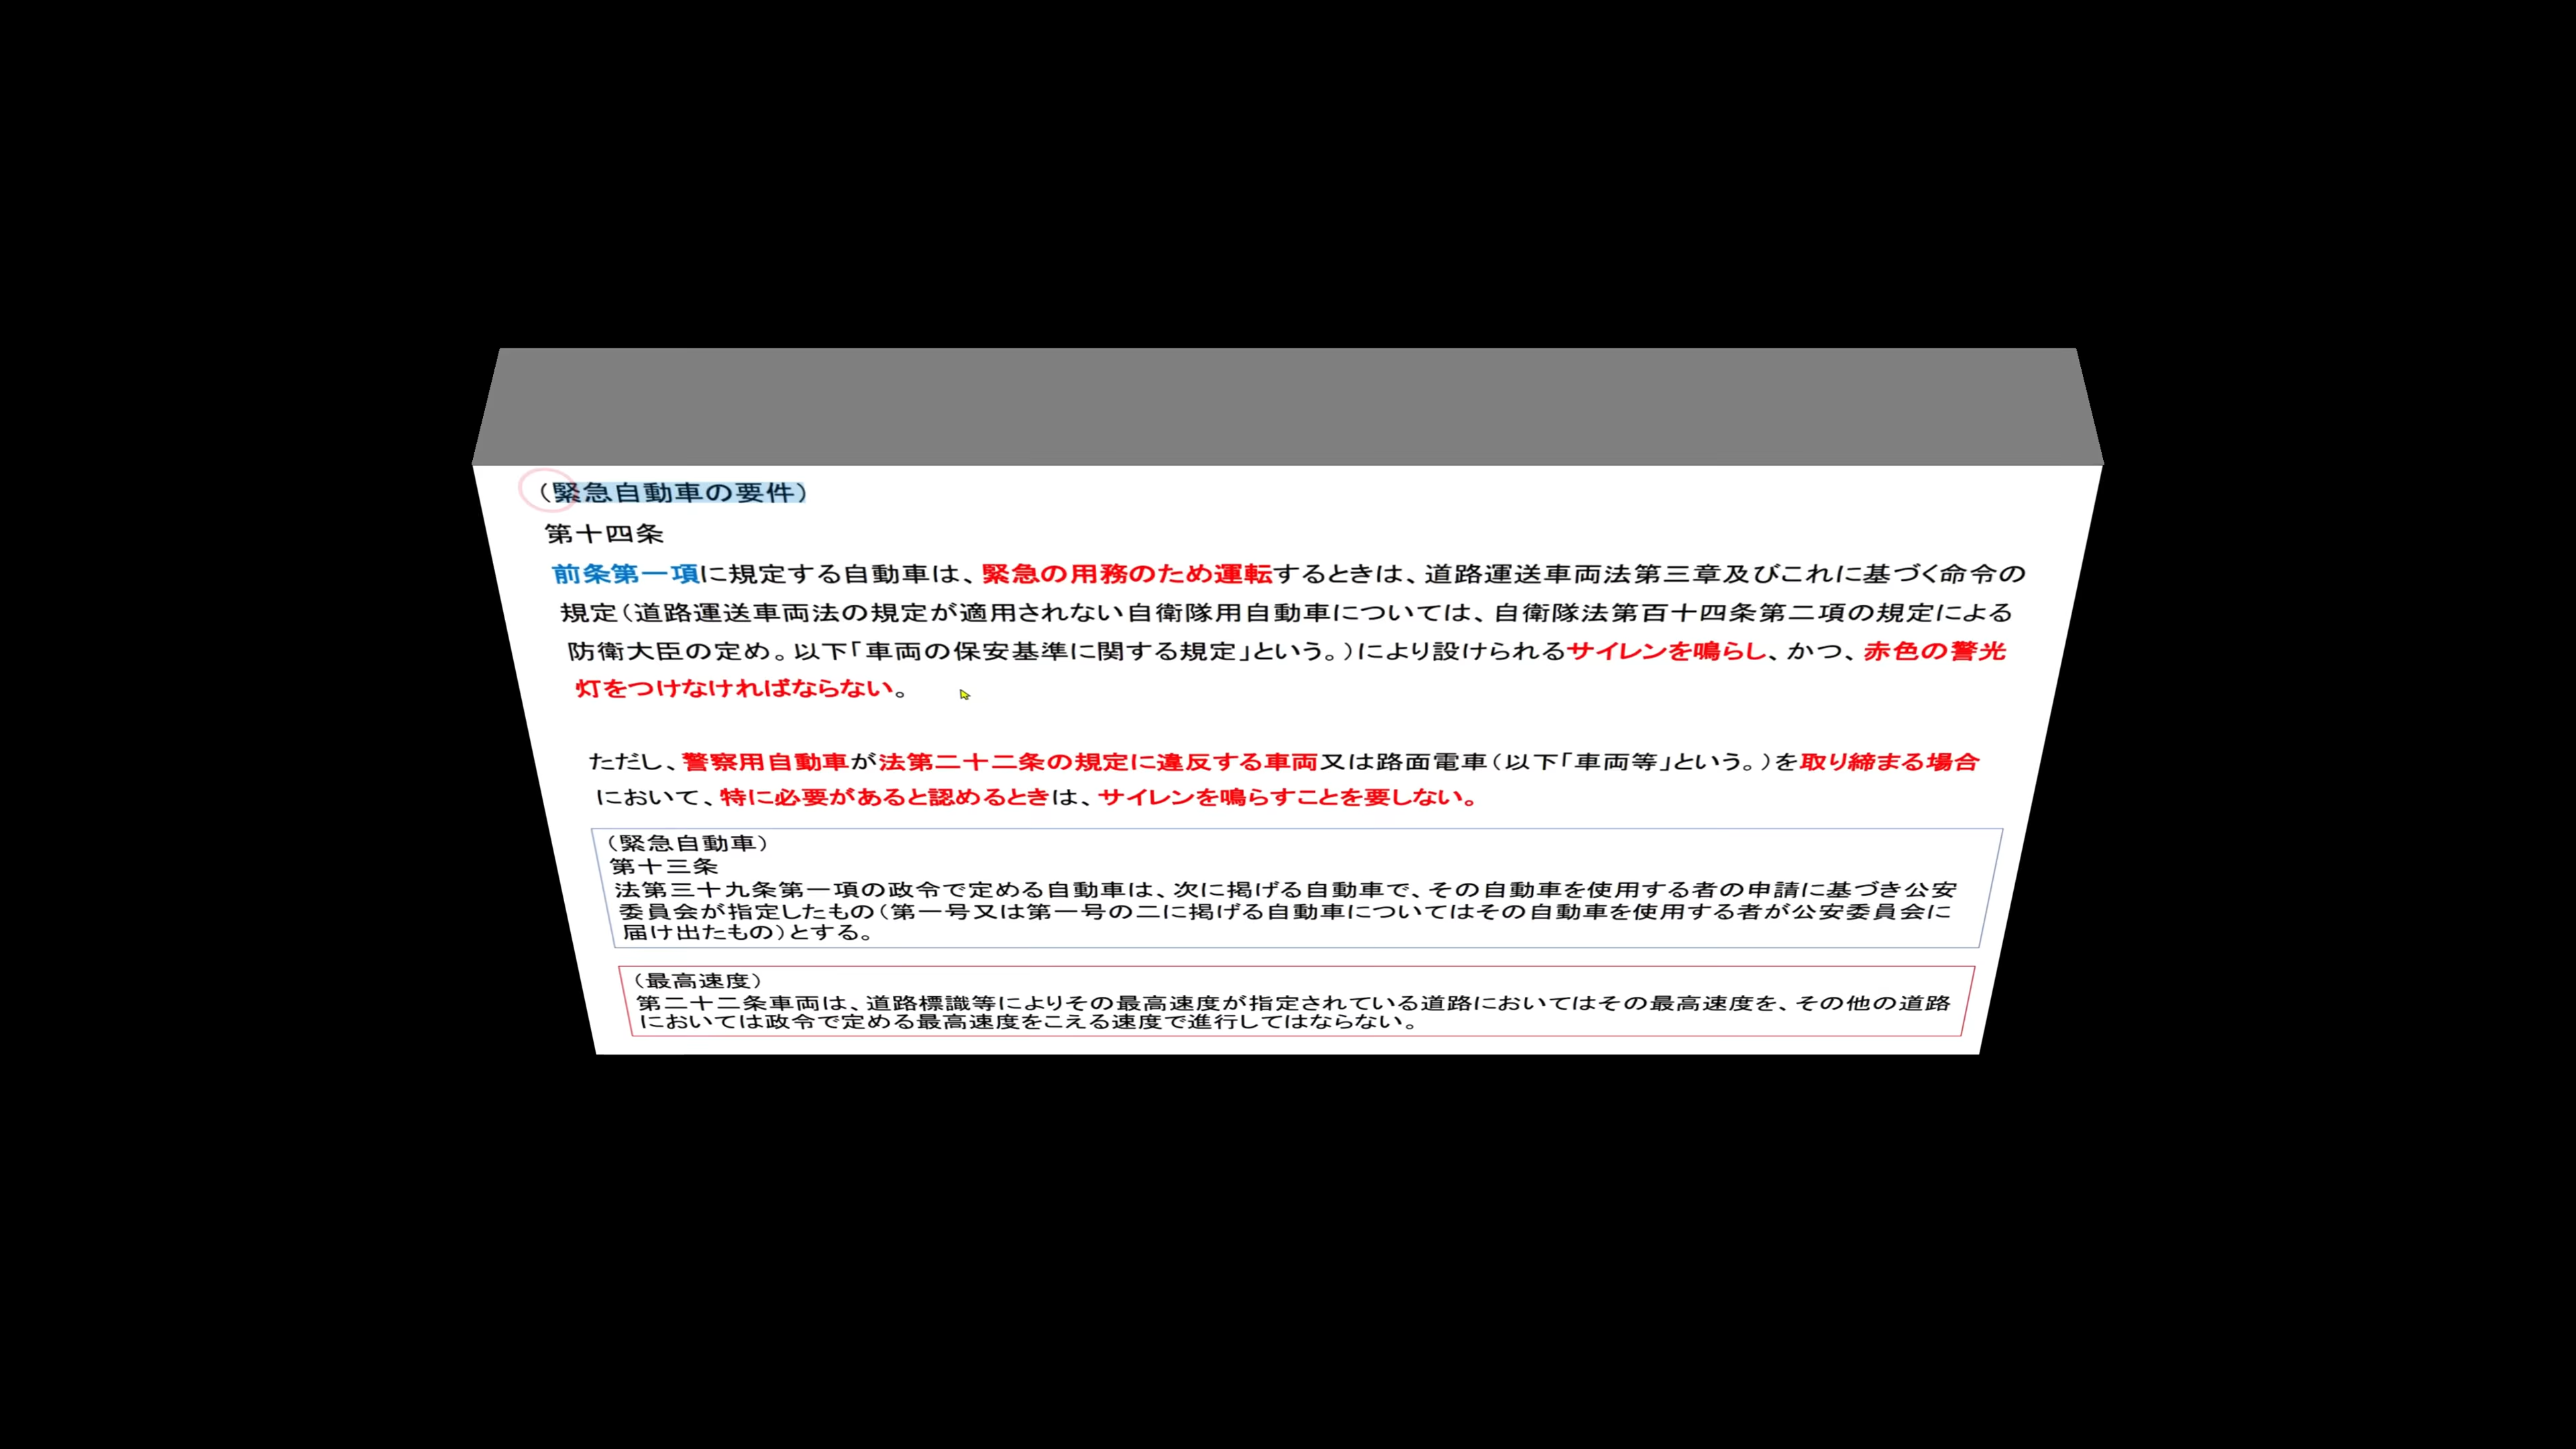 （緊急自動車の要件）
第十四条
前条第一項に規定する自動車は、緊急の用務のため運転するときは、道路運送車両法第三章及びこれに基づく命令の
規定（道路運送車両法の規定が適用されない自衛隊用自動車については、自衛隊法第百十四条第二項の規定による
防衛大臣の定め。以下「車両の保安基準に関する規定」という。）により設けられるサイレンを鳴らし、かつ、赤色の警光
灯をつけなければならない。
ただし、警察用自動車が法第二十二条の規定に違反する車両又は路面電車（以下「車両等」という。）を取り締まる場合
において、特に必要があると認めるときは、サイレンを鳴らすことを要しない。
（緊急自動車）
第十三条
法第三十九条第一項の政令で定める自動車は、次に掲げる自動車で、その自動車を使用する者の申請に基づき公安
委員会が指定したもの（第一号又は第一号の二に掲げる自動車についてはその自動車を使用する者が公安委員会に
届け出たもの）とする。
（最高速度）
第二十二条車両は、道路標識等によりその最高速度が指定されている道路においてはその最高速度を、その他の道路
においては政令で定める最高速度をこえる速度で進行してはならない。